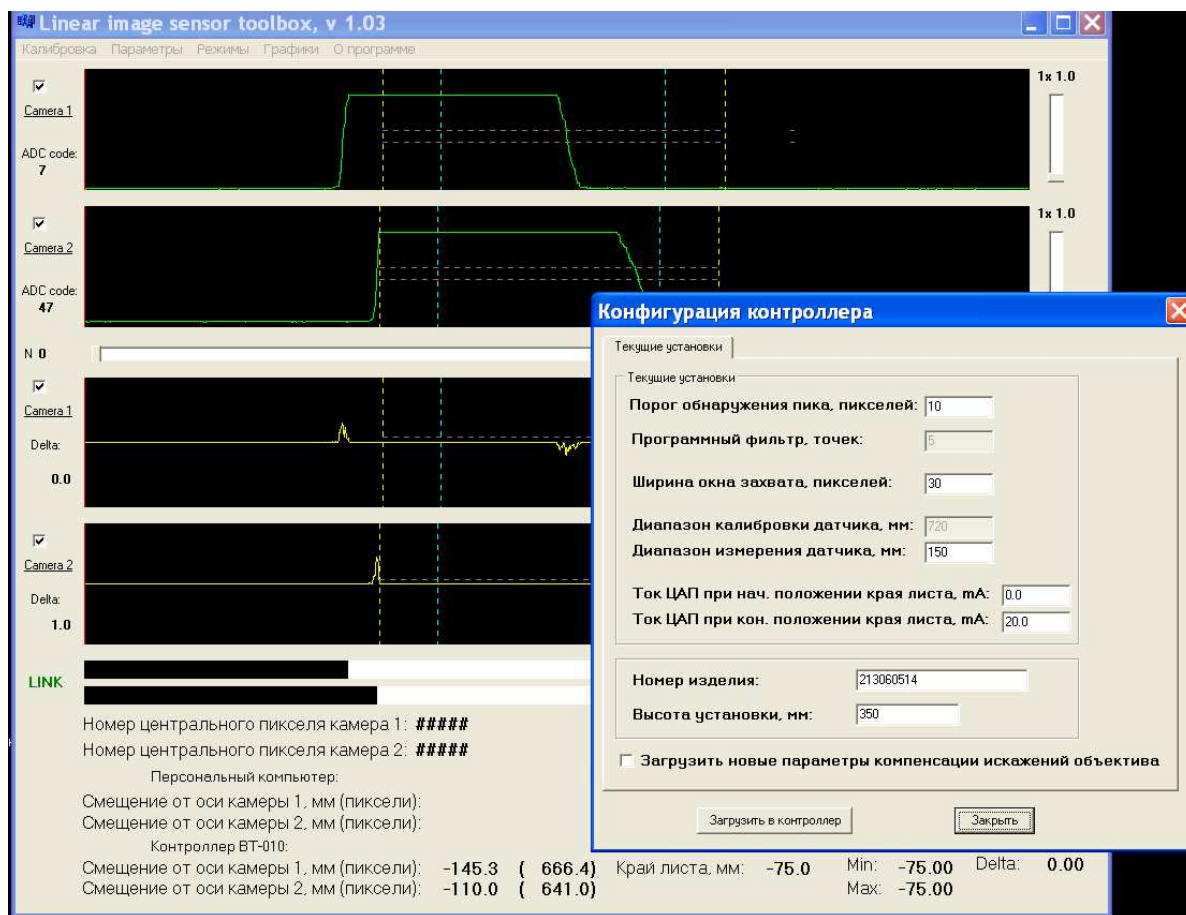 Linear image sensor toolbox, v 1.03
Калибровка Параметры Режимы Графики О программе
1x 1.0
Camera 1
ADC code:
7
1x 1.0
Camera 2
ADC code:
47
N 0
Camera 1
Delta:
0.0
Camera 2
Delta:
1.0
LINK
Номер центрального пикселя камера 1: #####
Номер центрального пикселя камера 2: #####
Персональный компьютер:
Смещение от оси камеры 1, мм (пиксели):
Смещение от оси камеры 2, мм (пиксели):
Контроллер ВТ-010:
Смещение от оси камеры 1, мм (пиксели): -145.3 ( 666.4) Край листа, мм: -75.0 Min: -75.00 Delta: 0.00
Смещение от оси камеры 2, мм (пиксели): -110.0 ( 641.0) Max: -75.00
Конфигурация контроллера
Текущие установки
Текущие установки
Порог обнаружения пика, пикселей: 10
Программный фильтр, точек: 5
Ширина окна захвата, пикселей: 30
Диапазон калибровки датчика, мм: 720
Диапазон измерения датчика, мм: 150
Ток ЦАП при нач. положении края листа, mA: 0.0
Ток ЦАП при кон. положении края листа, mA: 20.0
Номер изделия: 213060514
Высота установки, мм: 350
Загрузить новые параметры компенсации искажений объектива
Загрузить в контроллер Закрыть